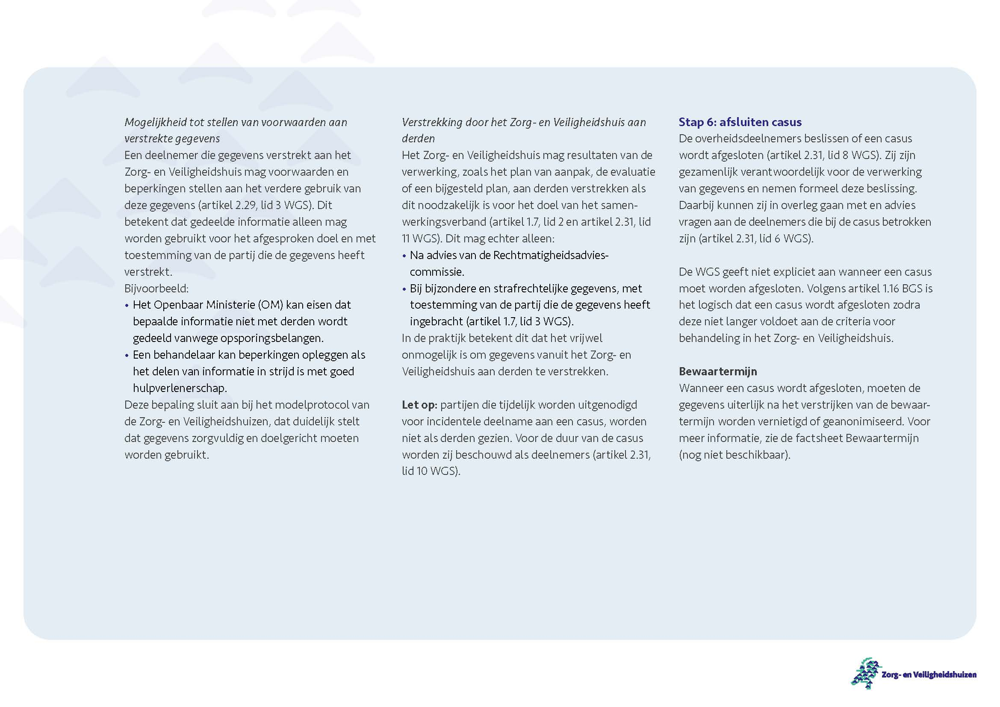 Mogelijkheid tot stellen van voorwaarden aan
verstrekte gegevens
Een deelnemer die gegevens verstrekt aan het
Zorg- en Veiligheidshuis mag voorwaarden en
beperkingen stellen aan het verdere gebruik van
deze gegevens (artikel 2.29, lid 3 WGS). Dit
betekent dat gedeelde informatie alleen mag
worden gebruikt voor het afgesproken doel en met
toestemming van de partij die de gegevens heeft
verstrekt.
Bijvoorbeeld:
• Het Openbaar Ministerie (OM) kan eisen dat
bepaalde informatie niet met derden wordt
gedeeld vanwege opsporingsbelangen.
• Een behandelaar kan beperkingen opleggen als
het delen van informatie in strijd is met goed
hulpverlenerschap.
Deze bepaling sluit aan bij het modelprotocol van
de Zorg- en Veiligheidshuizen, dat duidelijk stelt
dat gegevens zorgvuldig en doelgericht moeten
worden gebruikt.
Verstrekking door het Zorg- en Veiligheidshuis aan
derden
Het Zorg- en Veiligheidshuis mag resultaten van de
verwerking, zoals het plan van aanpak, de evaluatie
of een bijgesteld plan, aan derden verstrekken als
dit noodzakelijk is voor het doel van het samen-
werkingsverband (artikel 1.7, lid 2 en artikel 2.31, lid
11 WGS). Dit mag echter alleen:
• Na advies van de Rechtmatigheidsadvies-
commissie.
• Bij bijzondere en strafrechtelijke gegevens, met
toestemming van de partij die de gegevens heeft
ingebracht (artikel 1.7, lid 3 WGS).
In de praktijk betekent dit dat het vrijwel
onmogelijk is om gegevens vanuit het Zorg- en
Veiligheidshuis aan derden te verstrekken.
Let op: partijen die tijdelijk worden uitgenodigd
voor incidentele deelname aan een casus, worden
niet als derden gezien. Voor de duur van de casus
worden zij beschouwd als deelnemers (artikel 2.31,
lid 10 WGS).
Stap 6: afsluiten casus
De overheidsdeelnemers beslissen of een casus
wordt afgesloten (artikel 2.31, lid 8 WGS). Zij zijn
gezamenlijk verantwoordelijk voor de verwerking
van gegevens en nemen formeel deze beslissing.
Daarbij kunnen zij in overleg gaan met en advies
vragen aan de deelnemers die bij de casus betrokken
zijn (artikel 2.31, lid 6 WGS).
De WGS geeft niet expliciet aan wanneer een casus
moet worden afgesloten. Volgens artikel 1.16 BGS is
het logisch dat een casus wordt afgesloten zodra
deze niet langer voldoet aan de criteria voor
behandeling in het Zorg- en Veiligheidshuis.
Bewaartermijn
Wanneer een casus wordt afgesloten, moeten de
gegevens uiterlijk na het verstrijken van de bewaar-
termijn worden vernietigd of geanonimiseerd. Voor
meer informatie, zie de factsheet Bewaartermijn
(nog niet beschikbaar).
Zorg- en Veiligheidshuizen